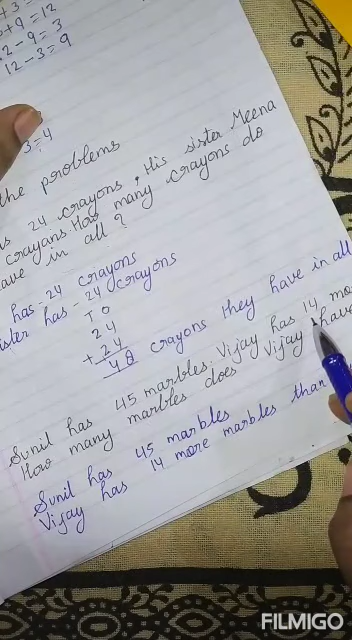 + 3 =
+ 9 = 12
12 - 9 = 3
12 - 3 = 9
3 = 4
the problems
24 crayons, His sister Meena
crayans. How many crayons do
have in all ?
has - 24 crayons
sister has - 24 crayons
T O
2 4
+ 2 4
4 8 crayons they have in all
Sunil has 45 marbles. Vijay has 14
How many marbles does Vijay have
Sunil has 45 marbles
Vijay has 14 more marbles than
FILMIGO